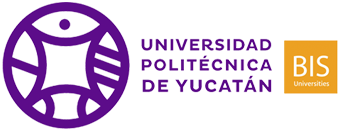 UNIVERSIDAD
POLITÉCNICA
DE YUCATÁN
BIS
Universities